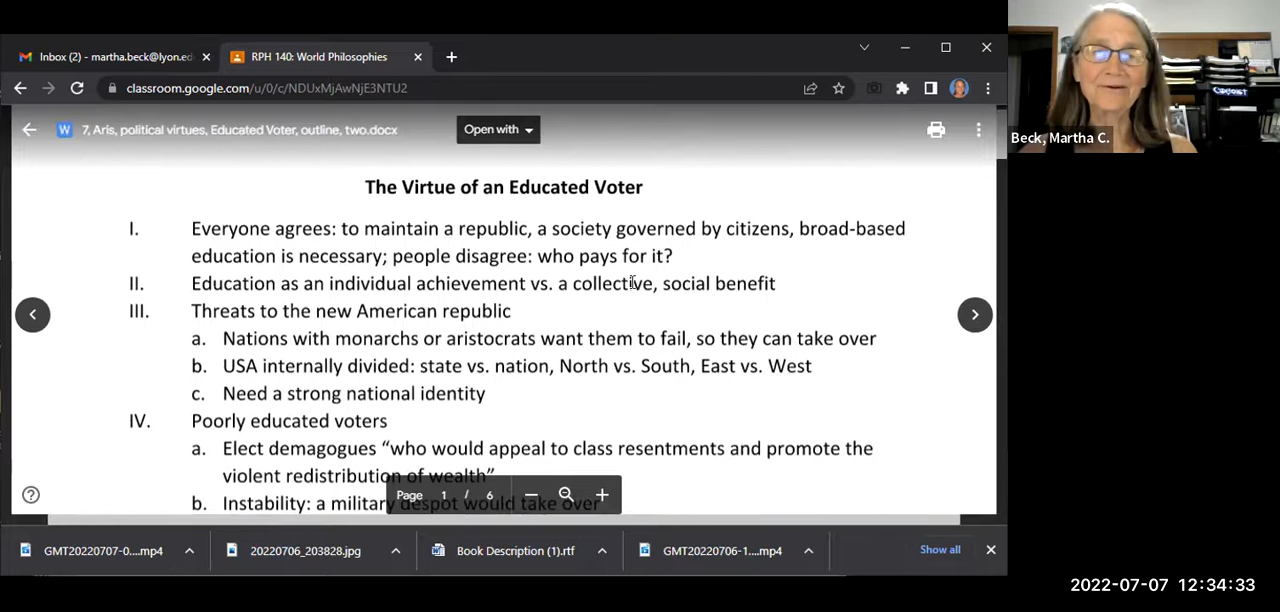 Inbox (2) - martha.beck@lyon.ed
RPH 140: World Philosophies
classroom.google.com/u/0/c/NDUxMjAwNjE3NTU2
7, Aris, political virtues, Educated Voter, outline, two.docx
Open with
Beck, Martha C.
The Virtue of an Educated Voter
I. Everyone agrees: to maintain a republic, a society governed by citizens, broad-based
education is necessary; people disagree: who pays for it?
II. Education as an individual achievement vs. a collective, social benefit
III. Threats to the new American republic
a. Nations with monarchs or aristocrats want them to fail, so they can take over
b. USA internally divided: state vs. nation, North vs. South, East vs. West
c. Need a strong national identity
IV. Poorly educated voters
a. Elect demagogues “who would appeal to class resentments and promote the
violent redistribution of wealth”
b. Instability: a military despot would take over
Page 1 / 6
GMT20220707-0....mp4
20220706_203828.jpg
Book Description (1).rtf
GMT20220706-1....mp4
Show all
2022-07-07 12:34:33